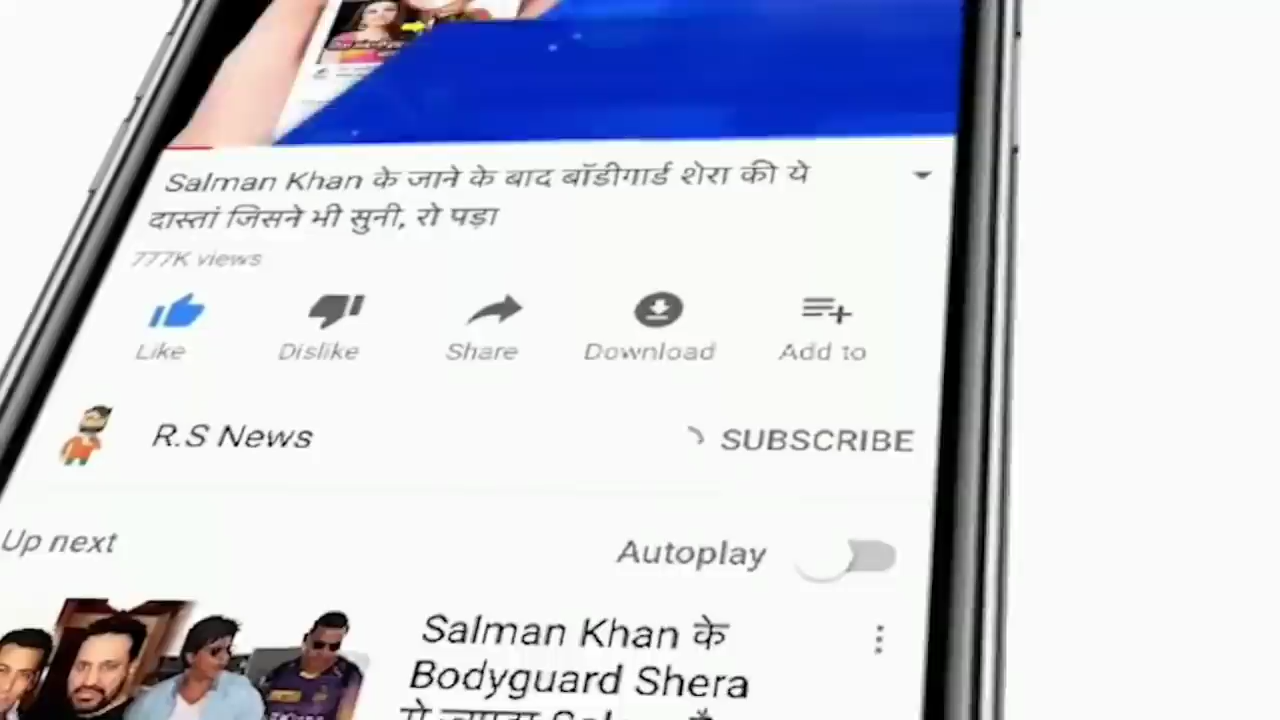 Salman Khan के जाने के बाद बॉडीगार्ड शेरा की ये
दास्तां जिसने भी सुनी, रो पड़ा
777K views
Like Dislike Share Download Add to
R.S News SUBSCRIBE
Up next Autoplay
Salman Khan के
Bodyguard Shera